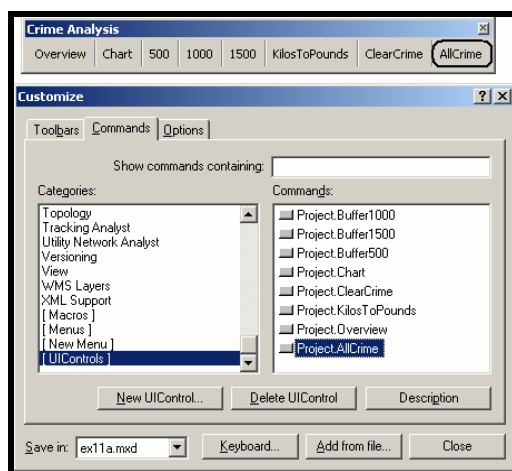 Crime Analysis
Overview Chart 500 1000 1500 KilosToPounds ClearCrime AllCrime
Customize
Toolbars Commands Options
Show commands containing:
Categories: Commands:
Topology
Tracking Analyst
Utility Network Analyst
Versioning
View
WMS Layers
XML Support
[ Macros ]
[ Menus ]
[ New Menu ]
[ UIControls ]
Project.Buffer1000
Project.Buffer1500
Project.Buffer500
Project.Chart
Project.ClearCrime
Project.KilosToPounds
Project.Overview
Project.AllCrime
New UIControl... Delete UIControl Description
Save in: ex11a.mxd Keyboard... Add from file... Close